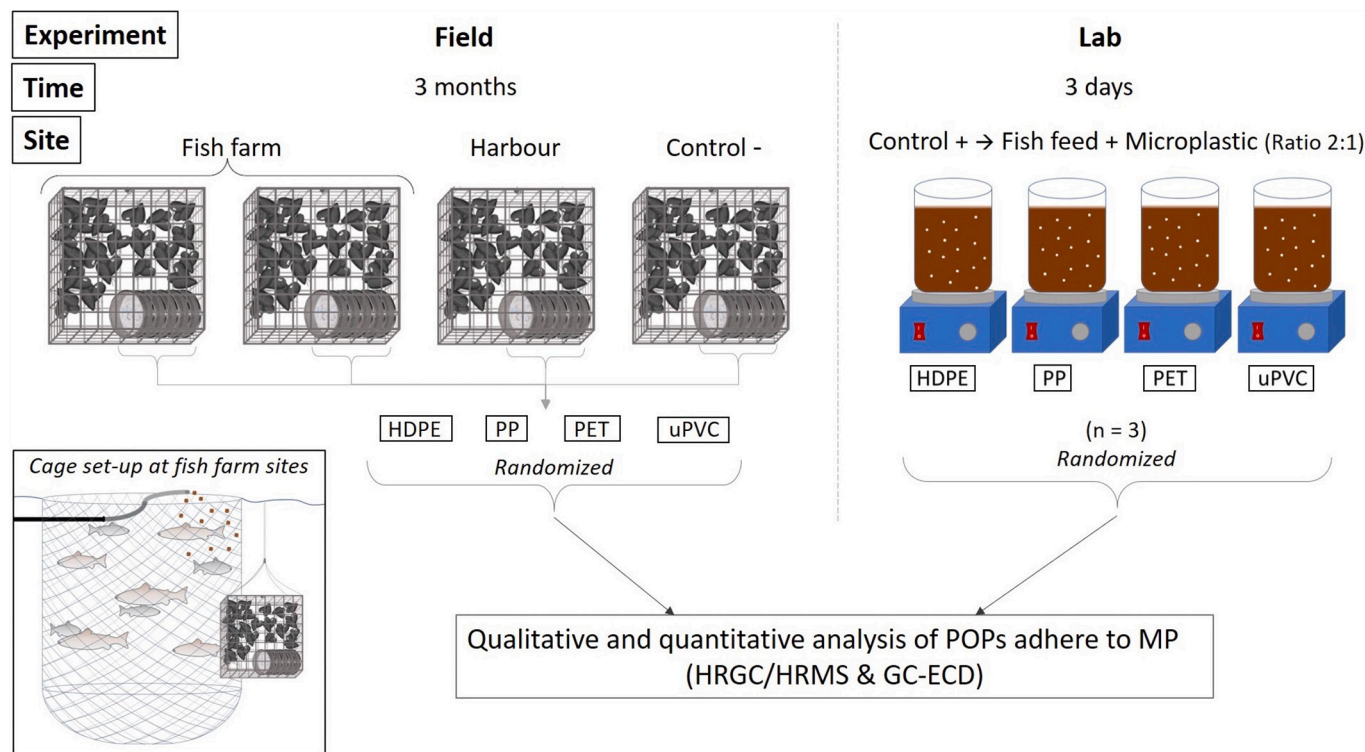 Experiment
Field
Lab
Time
3 months
3 days
Site
Fish farm
Harbour
Control -
Control + → Fish feed + Microplastic (Ratio 2:1)
HDPE
PP
PET
uPVC
HDPE
PP
PET
uPVC
(n = 3)
Randomized
Randomized
Cage set-up at fish farm sites
Qualitative and quantitative analysis of POPs adhere to MP
(HRGC/HRMS & GC-ECD)